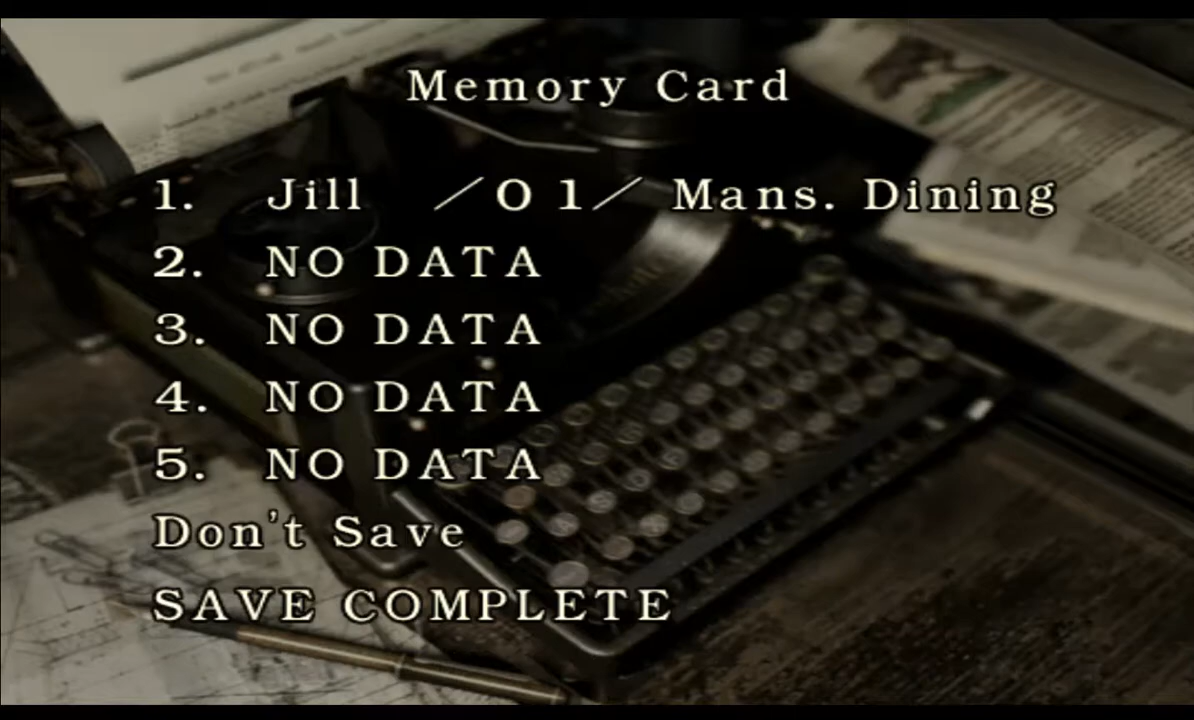 Memory Card
1. Jill ／01／ Mans. Dining
2. NO DATA
3. NO DATA
4. NO DATA
5. NO DATA
Don't Save
SAVE COMPLETE